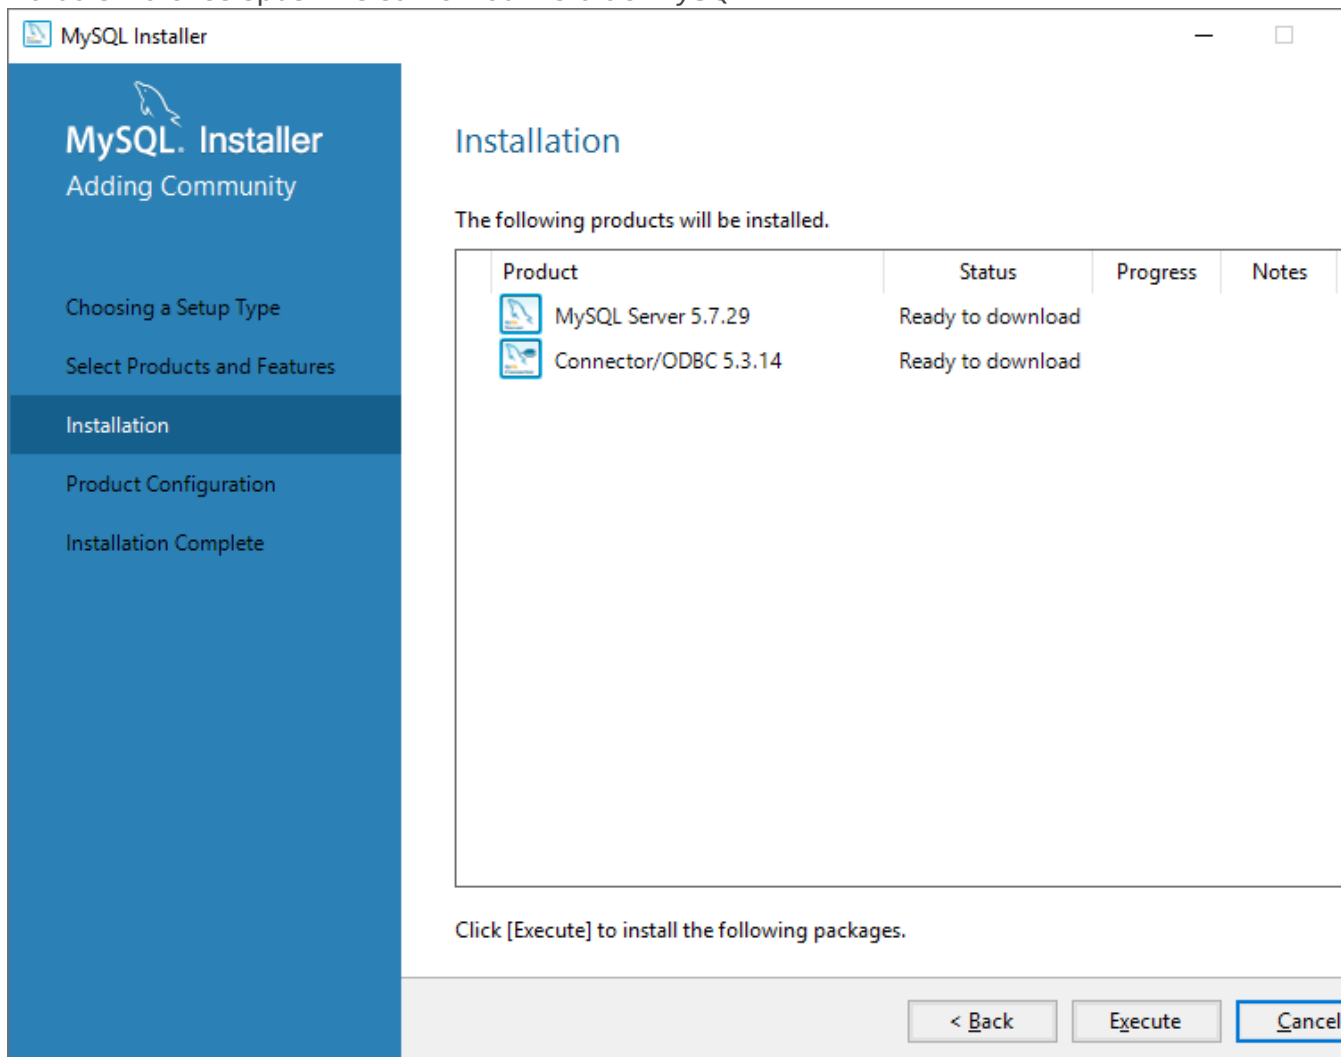 MySQL Installer
MySQL. Installer
Adding Community
Choosing a Setup Type
Select Products and Features
Installation
Product Configuration
Installation Complete
Installation
The following products will be installed.
Product Status Progress Notes
MySQL Server 5.7.29 Ready to download
Connector/ODBC 5.3.14 Ready to download
Click [Execute] to install the following packages.
< Back Execute Cancel